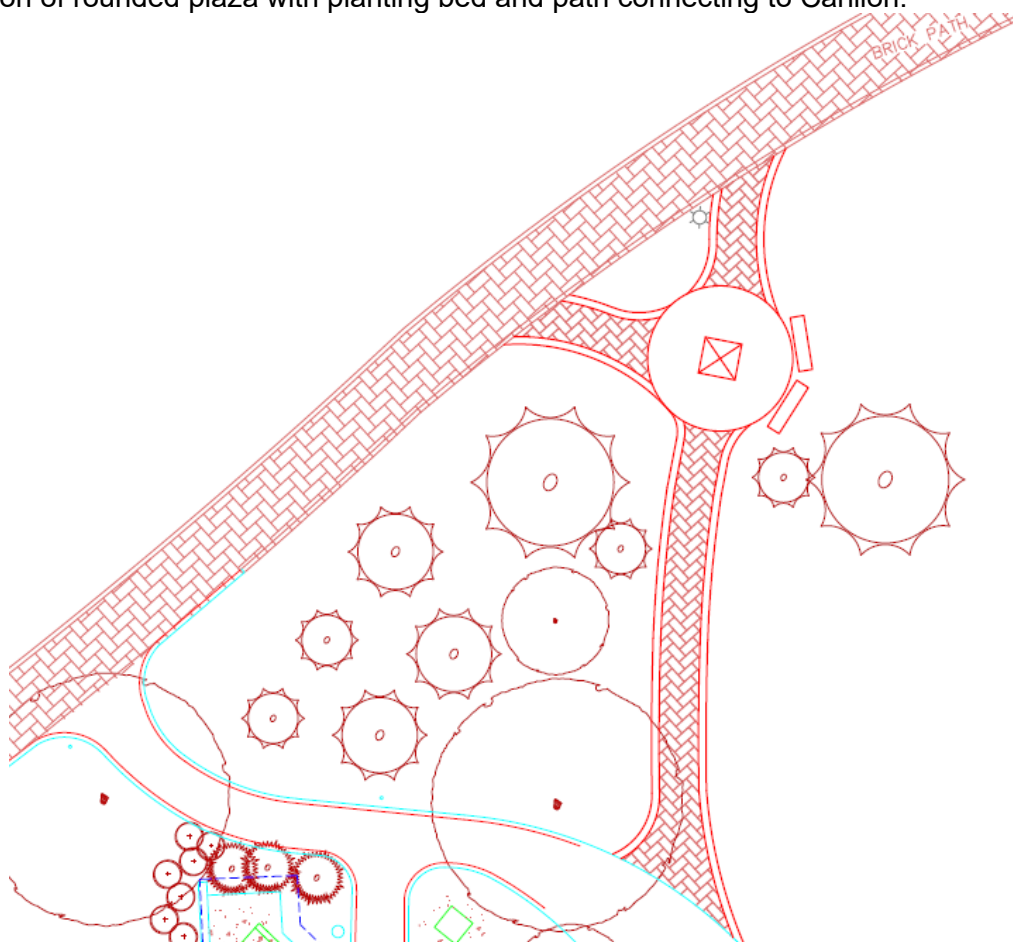 on of rounded plaza with planting bed and path connecting to Carillon.
BRICK PATH